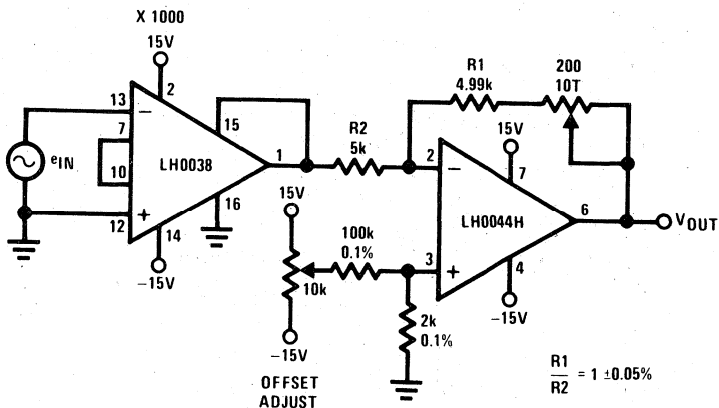 X 1000
15V
2
13
−
7
15
LH0038
1
10
eIN
+
12
16
14
−15V
R2
5k
R1
4.99k
200
10T
15V
2
−
7
LH0044H
6
VOUT
3
+
4
−15V
15V
100k
0.1%
10k
−15V
2k
0.1%
OFFSET
ADJUST
R1
R2
= 1 ±0.05%